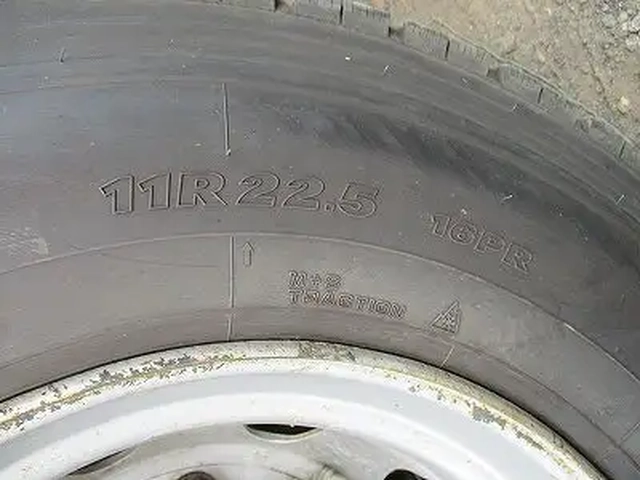 11R22.5 16PR
M+S
TRACTION